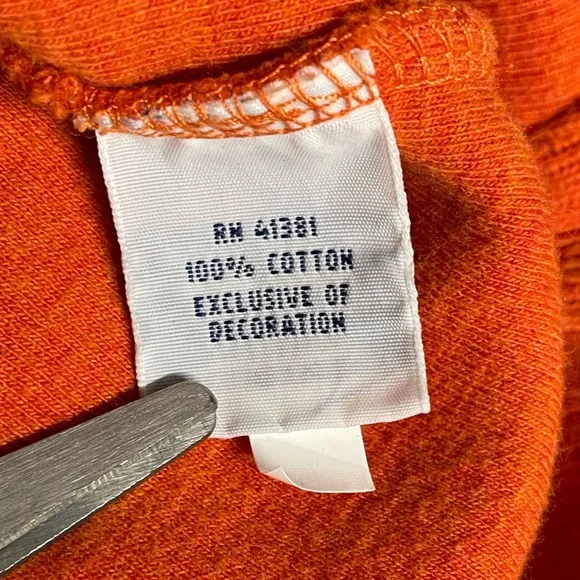 RN 41381
100% COTTON
EXCLUSIVE OF
DECORATION